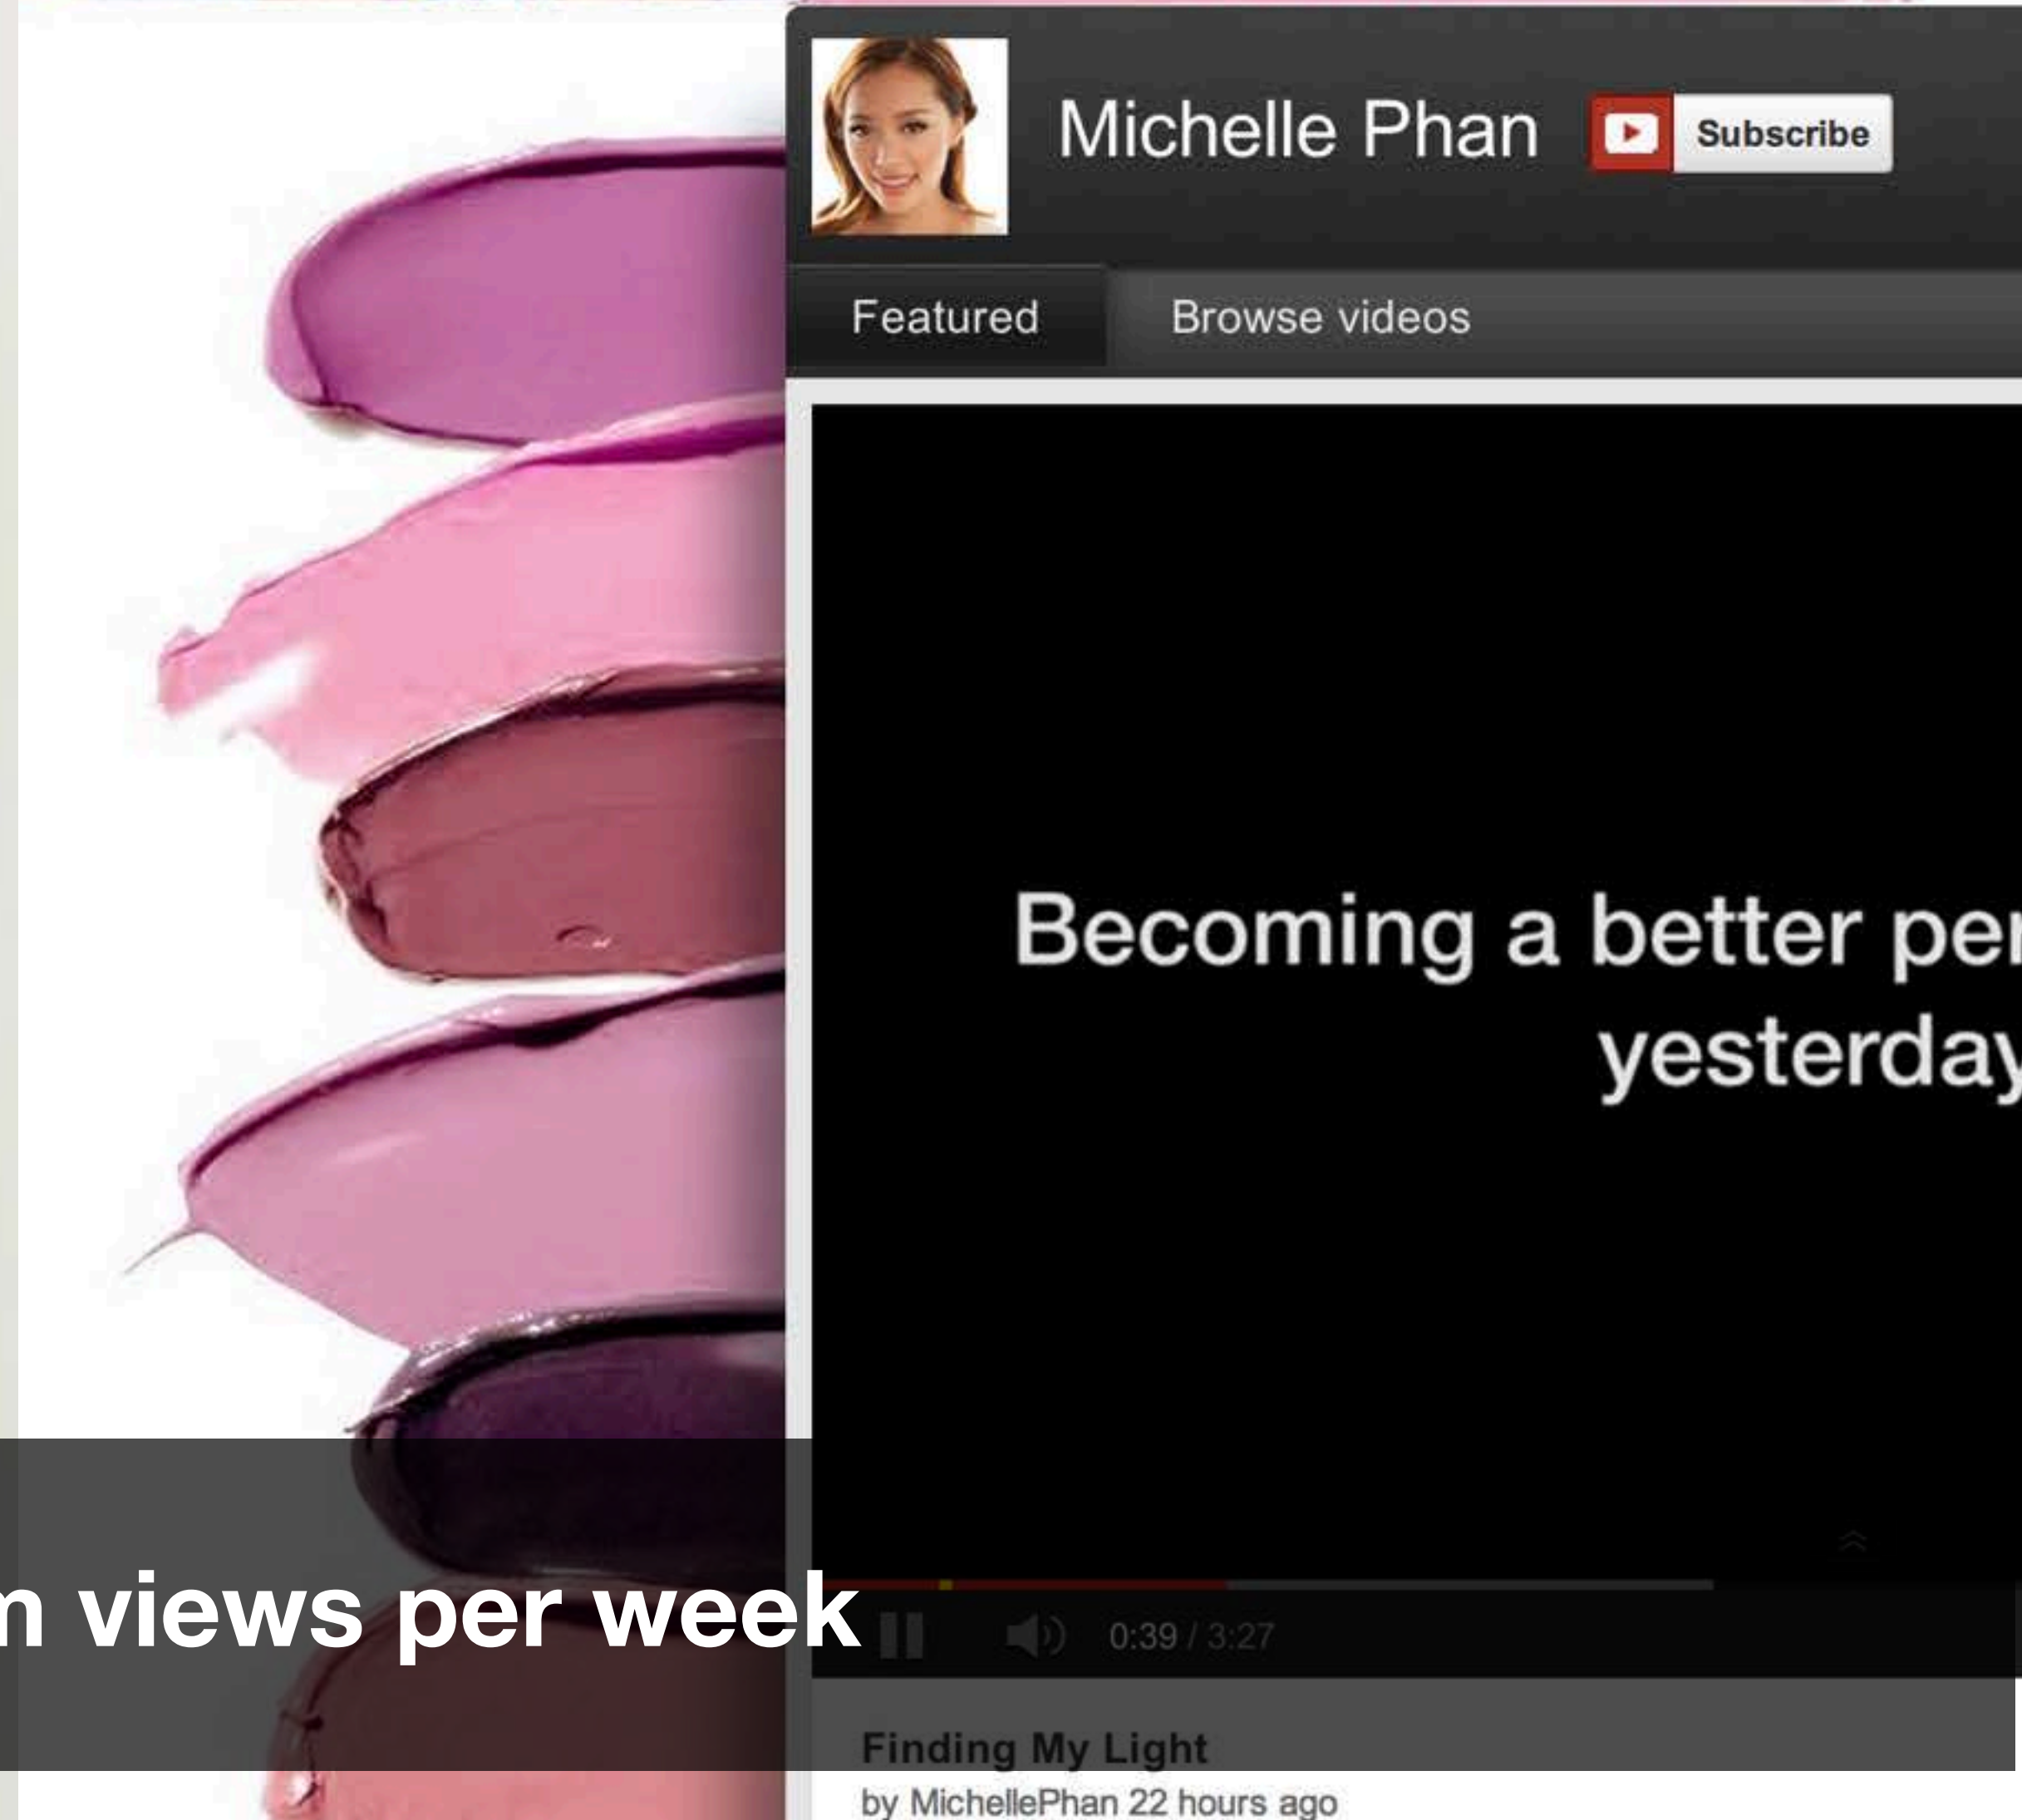 Michelle Phan Subscribe
Featured Browse videos
Becoming a better
yesterday
views per week
0:39 / 3:27
Finding My Light
by MichellePhan 22 hours ago